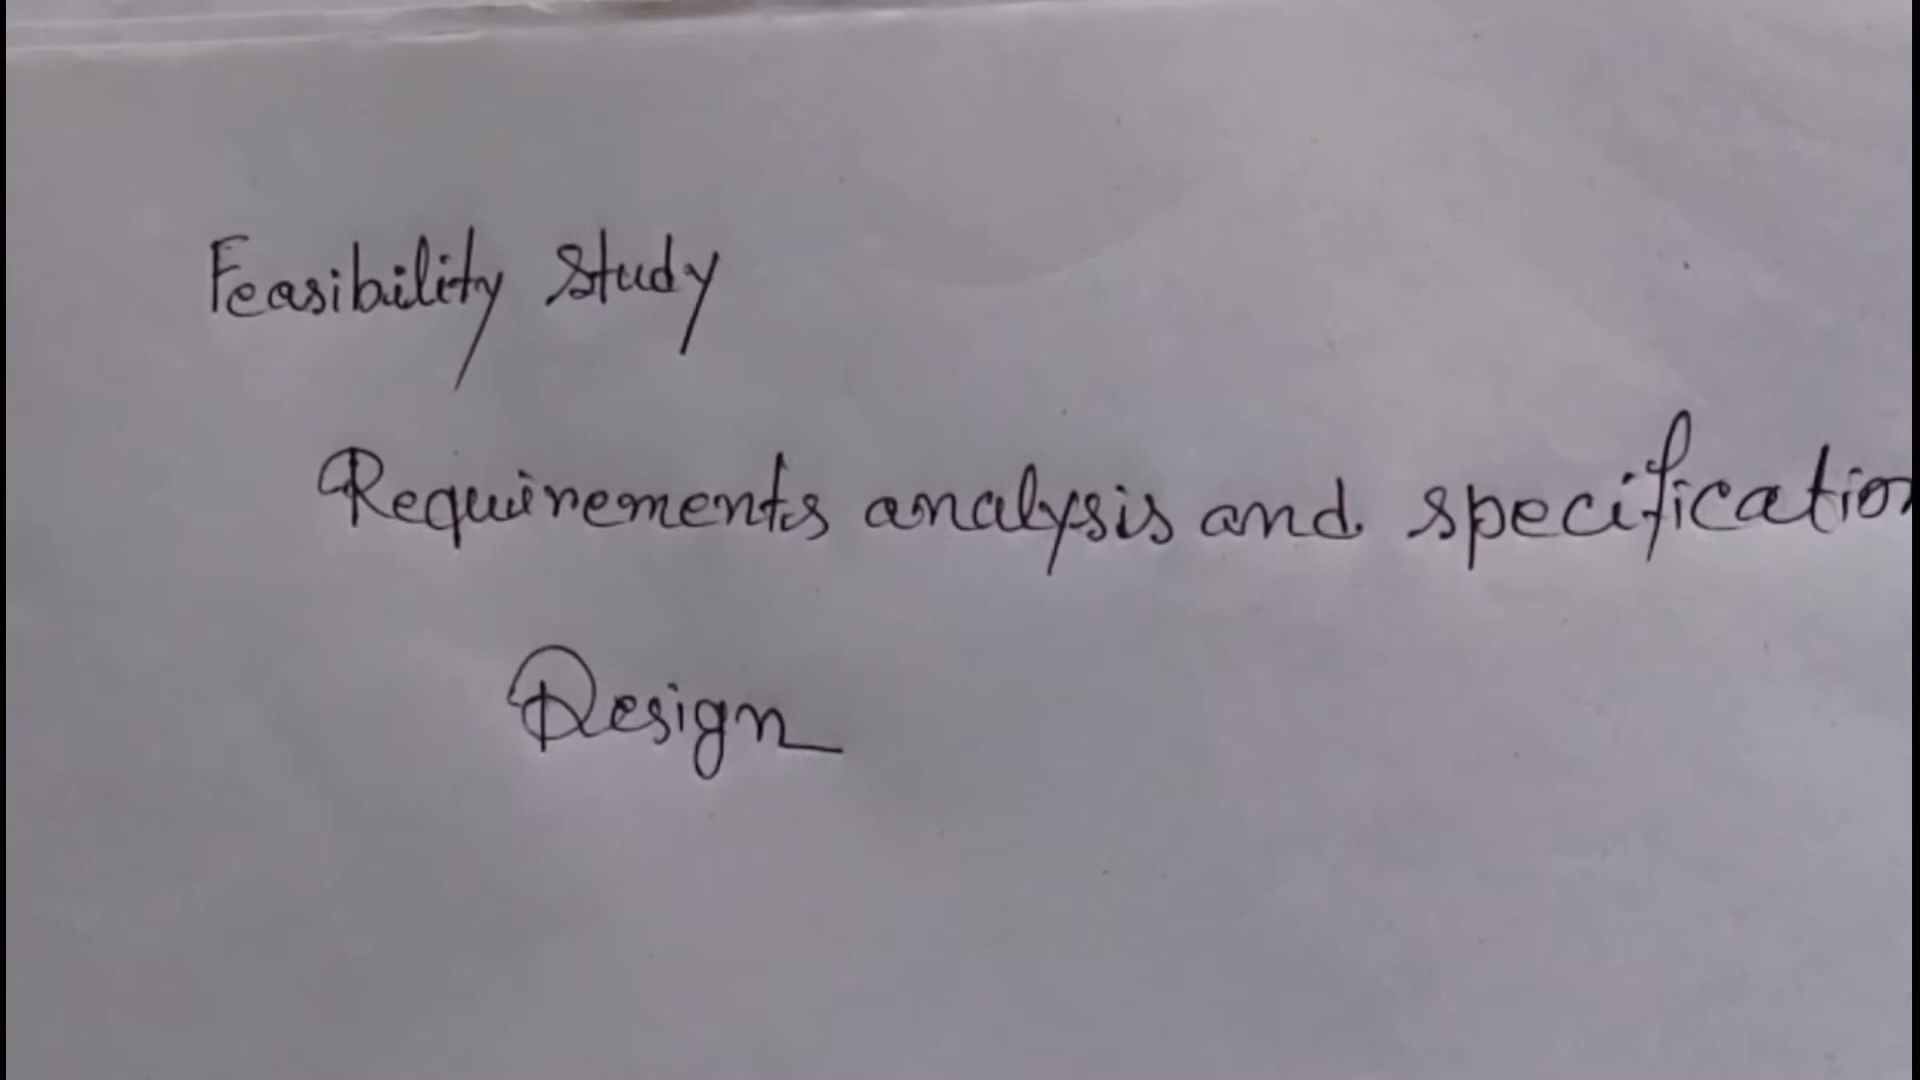 Feasibility study
Requirements analysis and specification
Design